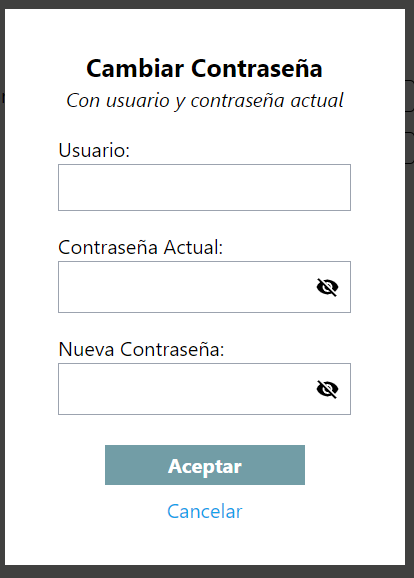 Cambiar Contraseña
Con usuario y contraseña actual
Usuario:
Contraseña Actual:
Nueva Contraseña:
Aceptar
Cancelar